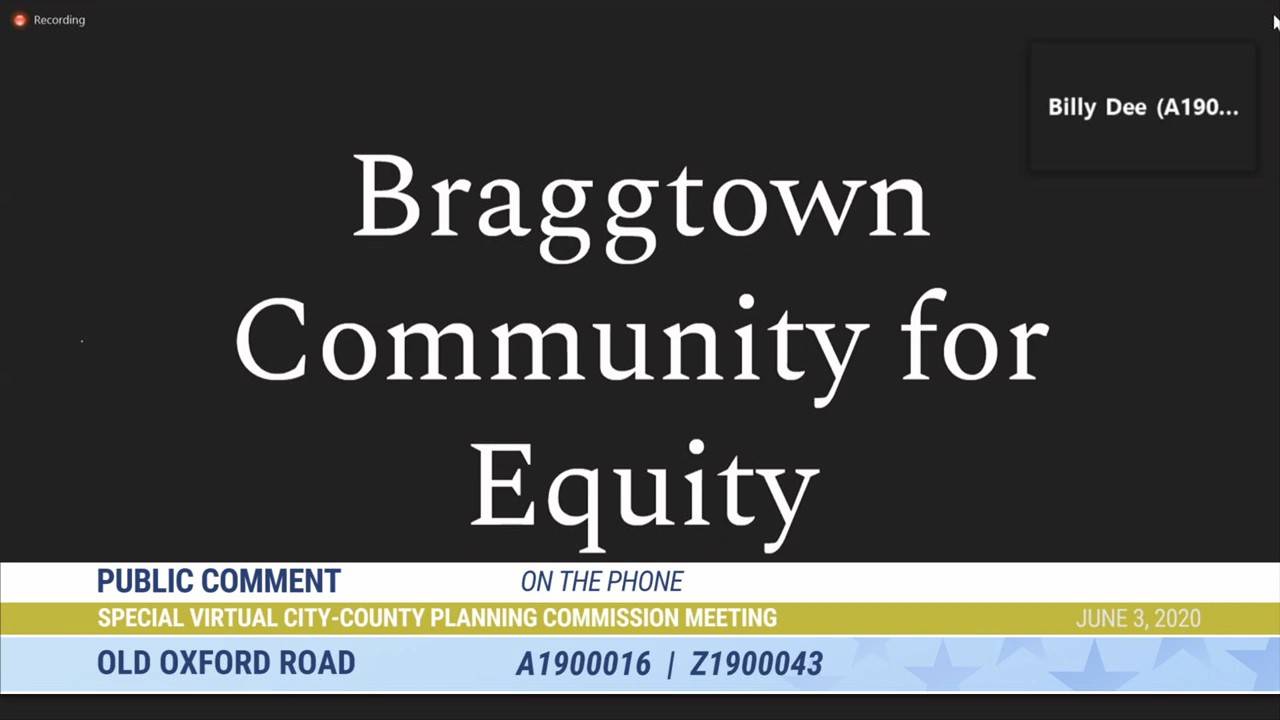 Recording
Billy Dee (A190...
Braggtown
Community for
Equity
PUBLIC COMMENT
ON THE PHONE
SPECIAL VIRTUAL CITY-COUNTY PLANNING COMMISSION MEETING
JUNE 3, 2020
OLD OXFORD ROAD
A1900016 | Z1900043